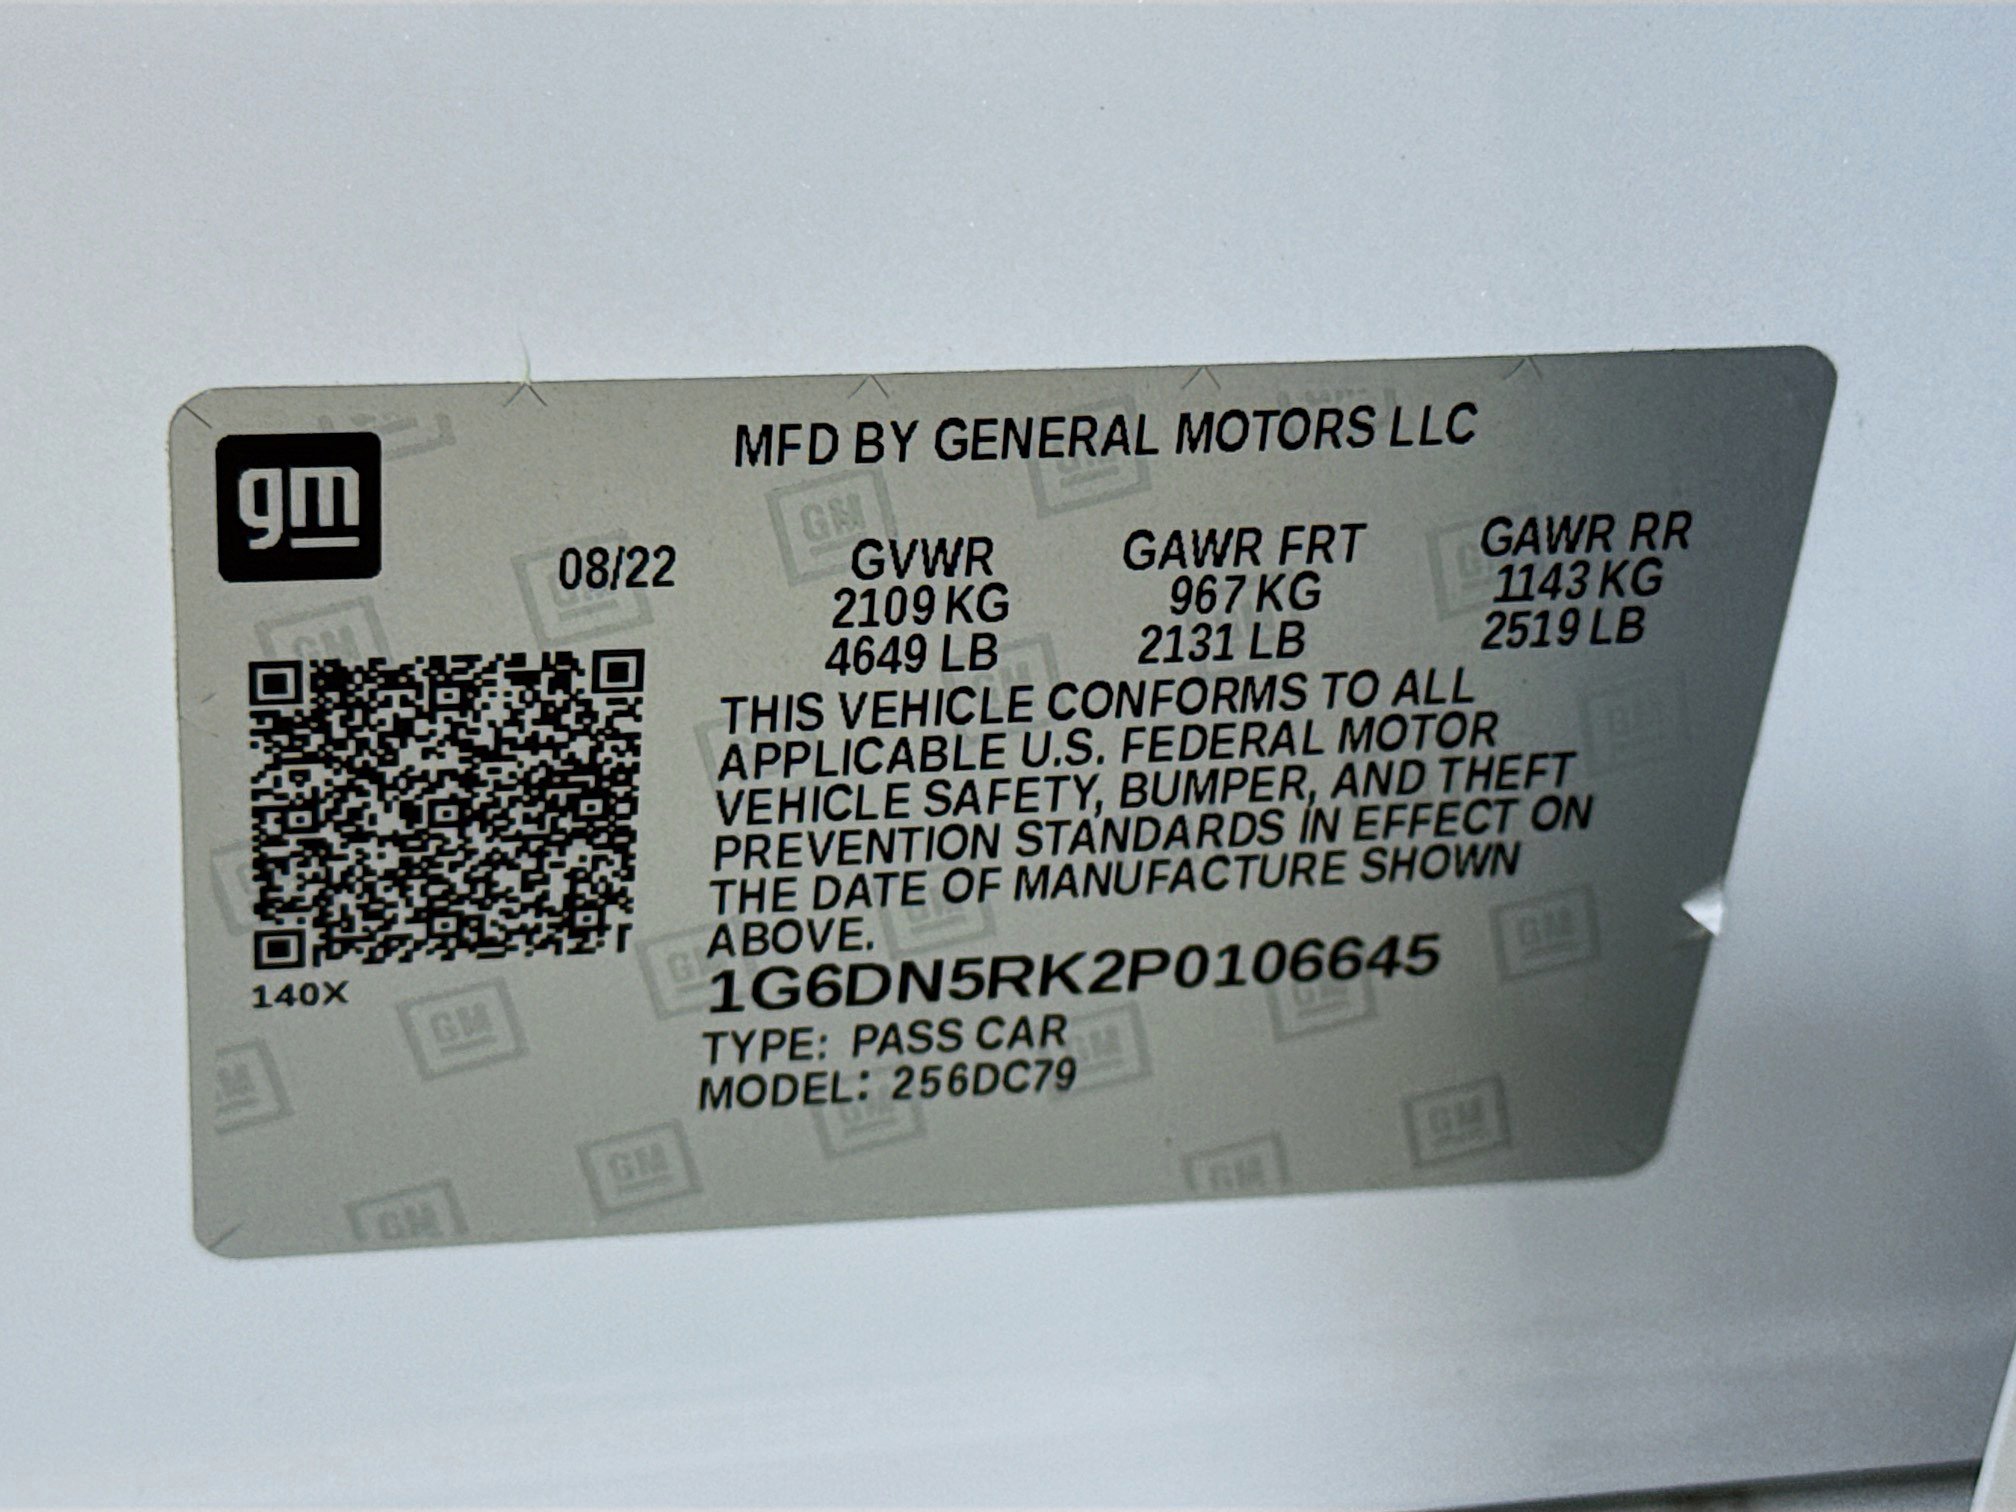 MFD BY GENERAL MOTORS LLC
gm
08/22
GVWR GAWR FRT GAWR RR
2109 KG 967 KG 1143 KG
4649 LB 2131 LB 2519 LB
THIS VEHICLE CONFORMS TO ALL
APPLICABLE U.S. FEDERAL MOTOR
VEHICLE SAFETY, BUMPER, AND THEFT
PREVENTION STANDARDS IN EFFECT ON
THE DATE OF MANUFACTURE SHOWN
ABOVE.
140X
1G6DN5RK2P0106645
TYPE: PASS CAR
MODEL: 256DC79